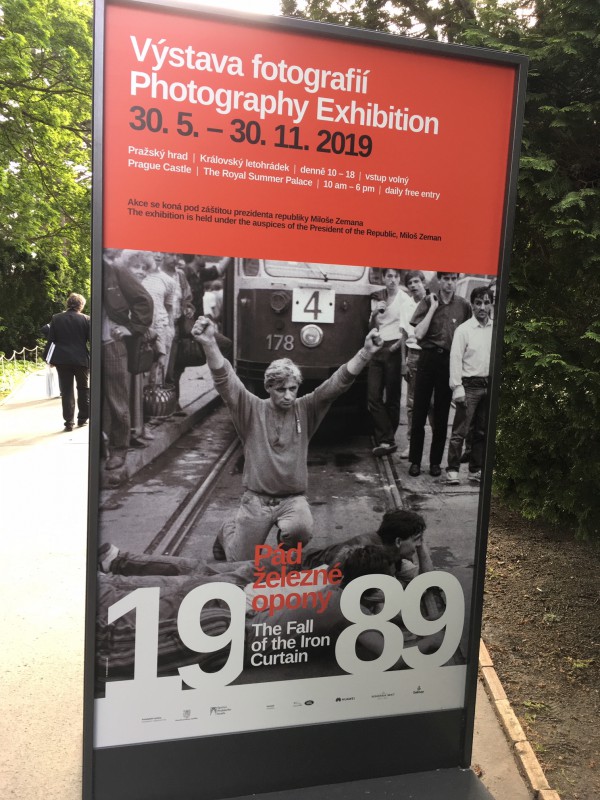 Výstava fotografií
Photography Exhibition
30. 5. – 30. 11. 2019
Pražský hrad | Královský letohrádek | denně 10 – 18 | vstup volný
Prague Castle | The Royal Summer Palace | 10 am – 6 pm | daily free entry
Akce se koná pod záštitou prezidenta republiky Miloše Zemana
The exhibition is held under the auspices of the President of the Republic, Miloš Zeman
4
178
Pád
železné
opony
1989
The Fall
of the Iron
Curtain
HUAWEI